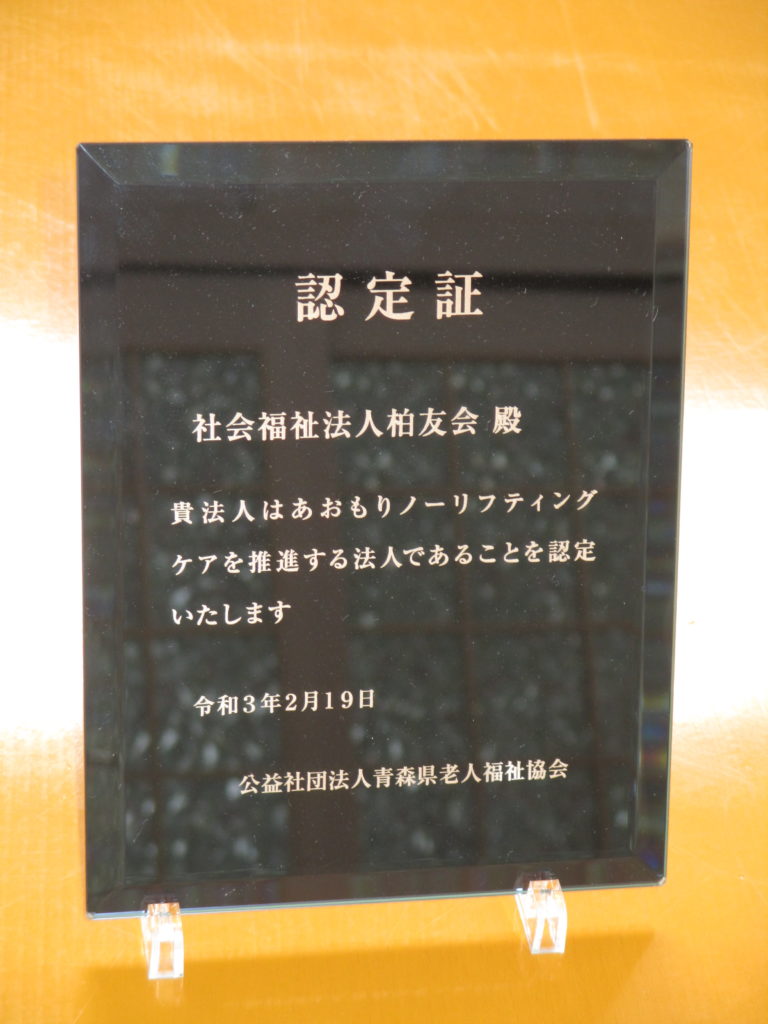 認定証
社会福祉法人柏友会 殿
貴法人はあおもりノーリフティング
ケアを推進する法人であることを認定
いたします
令和3年2月19日
公益社団法人青森県老人福祉協会